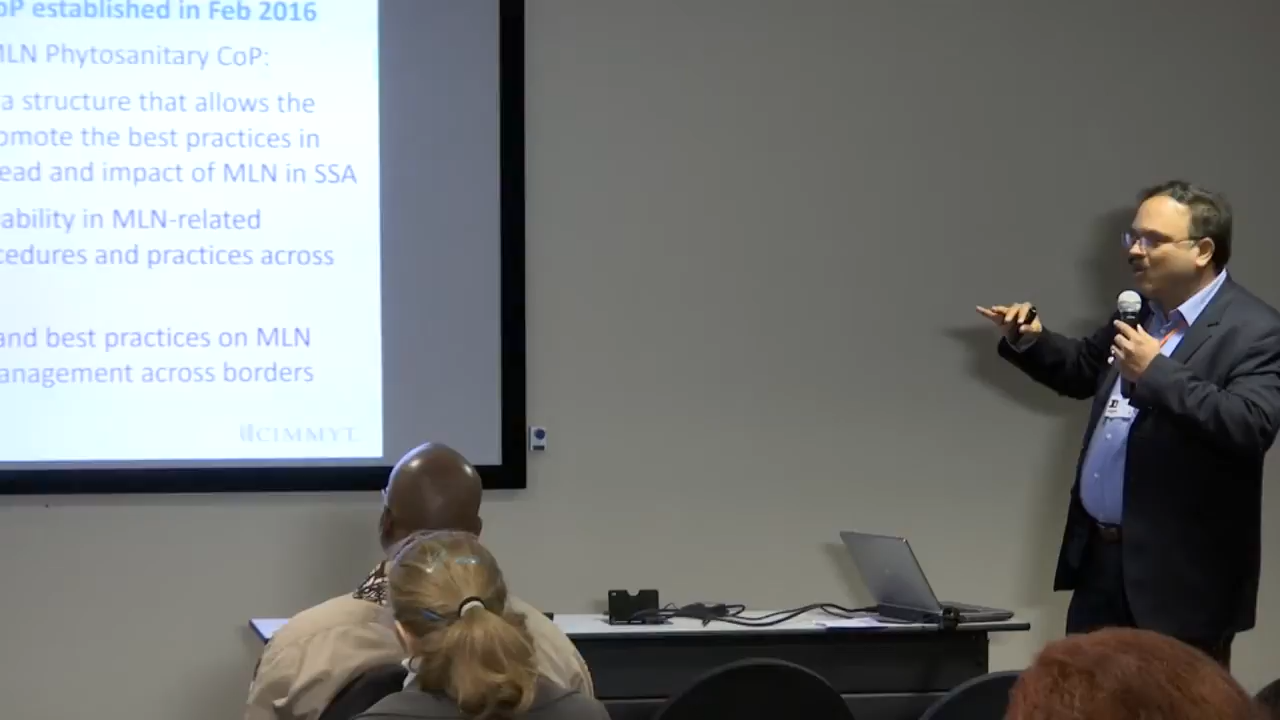 oP established in Feb 2016
MLN Phytosanitary CoP:
a structure that allows the
omote the best practices in
ead and impact of MLN in SSA
ability in MLN-related
cedures and practices across
and best practices on MLN
anagement across borders
CIMMYT